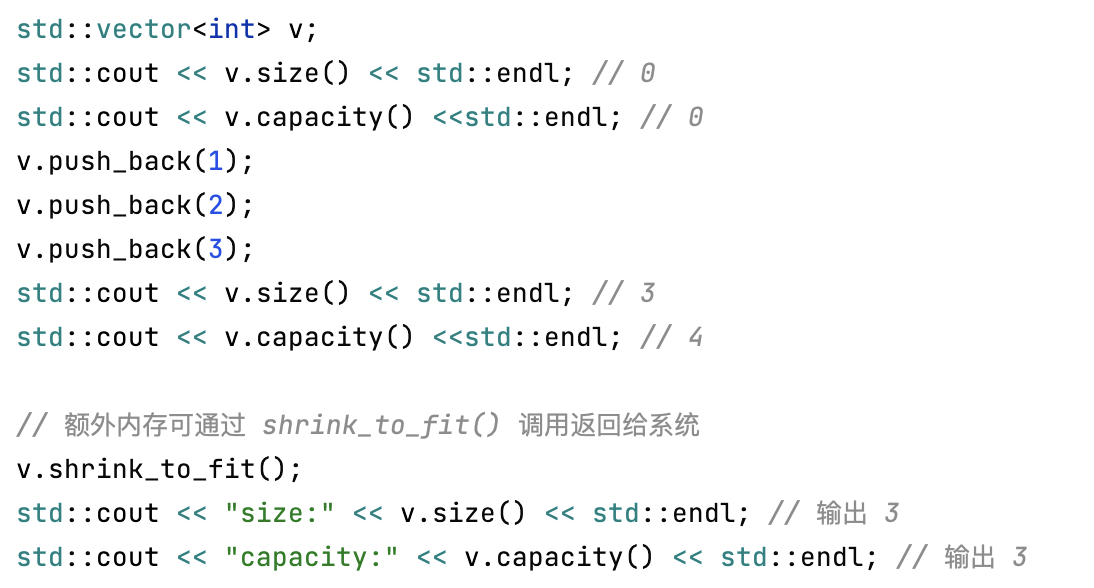 std::vector<int> v;
std::cout << v.size() << std::endl; // 0
std::cout << v.capacity() <<std::endl; // 0
v.push_back(1);
v.push_back(2);
v.push_back(3);
std::cout << v.size() << std::endl; // 3
std::cout << v.capacity() <<std::endl; // 4
// 额外内存可通过 shrink_to_fit() 调用返回给系统
v.shrink_to_fit();
std::cout << "size:" << v.size() << std::endl; // 输出 3
std::cout << "capacity:" << v.capacity() << std::endl; // 输出 3